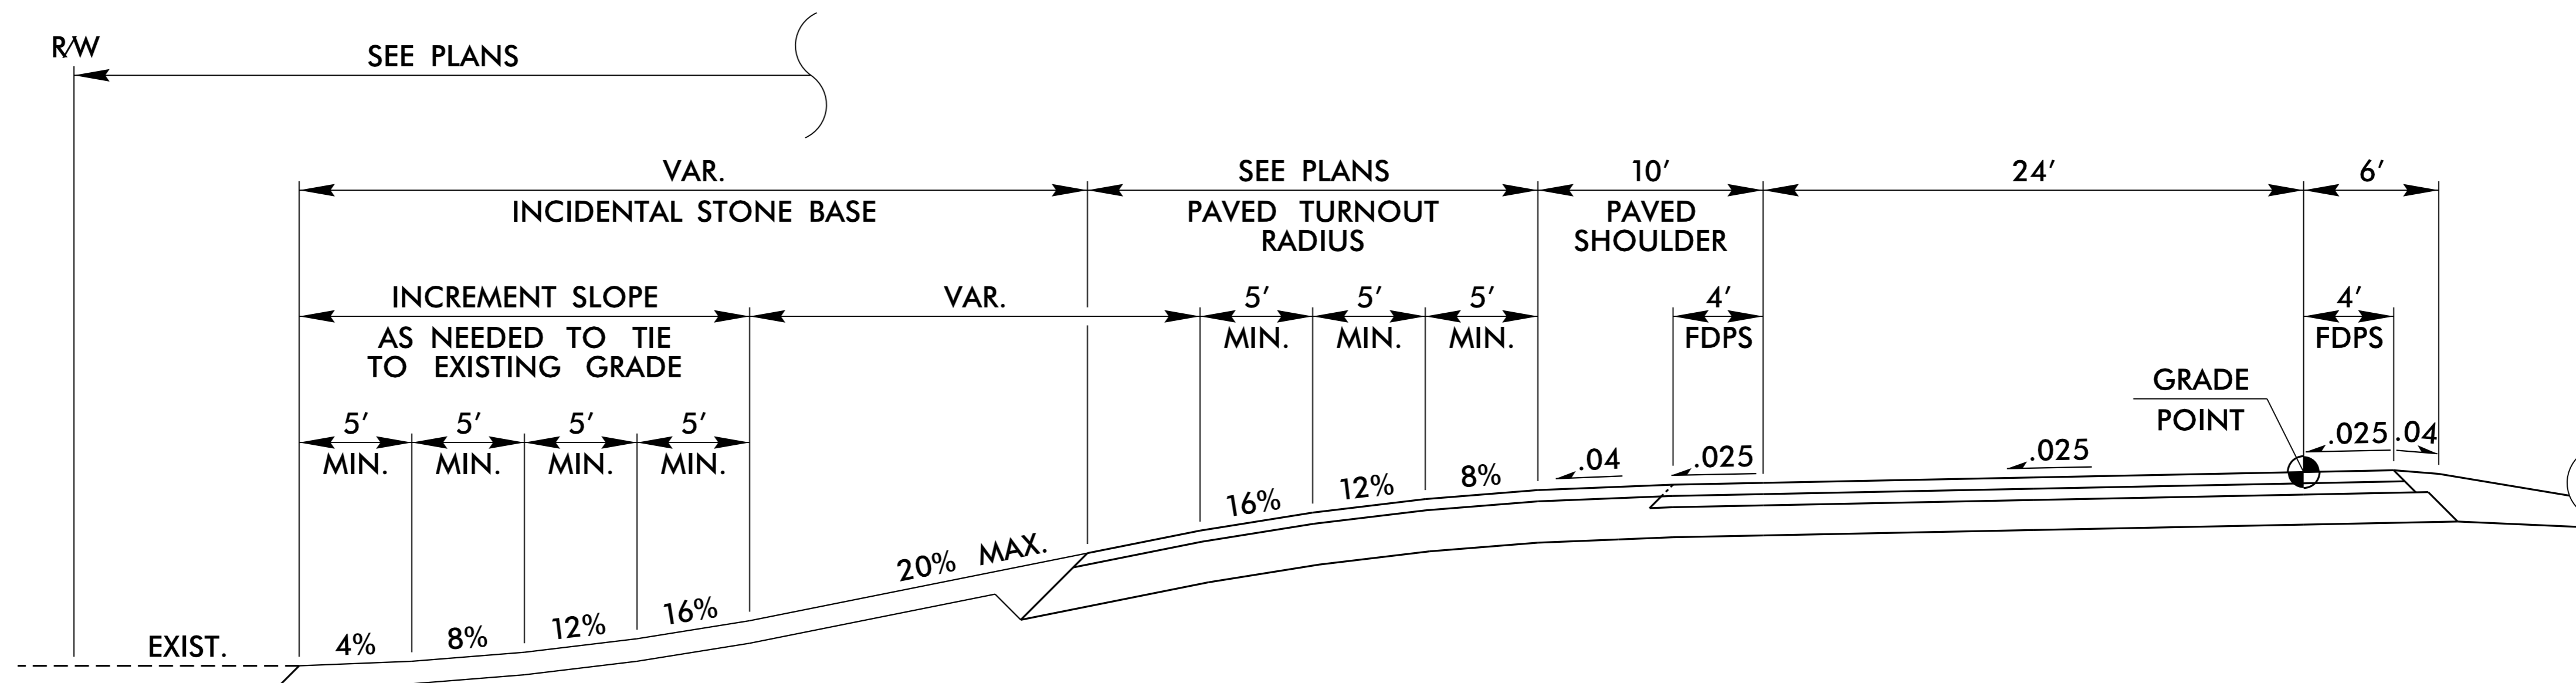 R/W
SEE PLANS
VAR.
INCIDENTAL STONE BASE
SEE PLANS
PAVED TURNOUT
RADIUS
10'
PAVED
SHOULDER
24'
6'
INCREMENT SLOPE
AS NEEDED TO TIE
TO EXISTING GRADE
VAR.
5'
MIN.
5'
MIN.
5'
MIN.
4'
FDPS
4'
FDPS
GRADE
POINT
5'
MIN.
5'
MIN.
5'
MIN.
5'
MIN.
.04
.025
.025
.025
.04
16%
12%
8%
20% MAX.
EXIST.
4%
8%
12%
16%